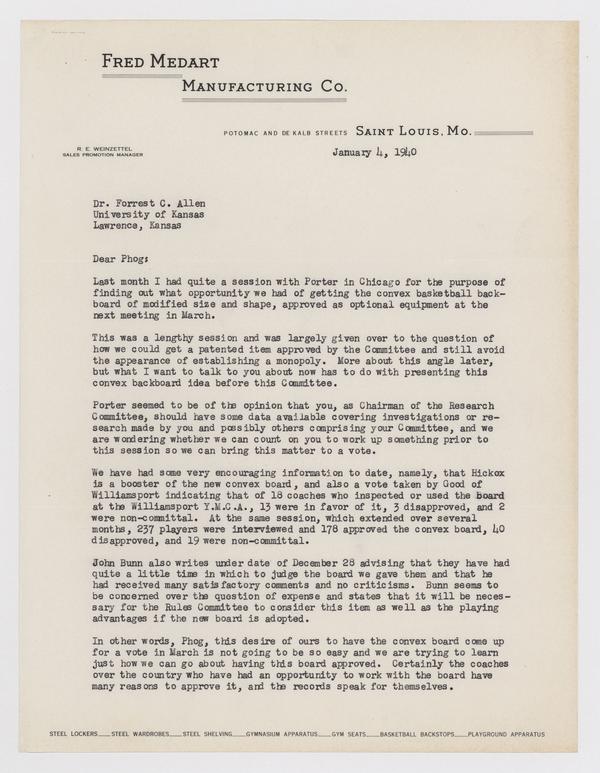 FRED MEDART
MANUFACTURING CO.
POTOMAC AND DE KALB STREETS SAINT LOUIS, MO.
R. E. WEINZETTEL
SALES PROMOTION MANAGER
January 4, 1940
Dr. Forrest C. Allen
University of Kansas
Lawrence, Kansas
Dear Phog:
Last month I had quite a session with Porter in Chicago for the purpose of
finding out what opportunity we had of getting the convex basketball back-
board of modified size and shape, approved as optional equipment at the
next meeting in March.
This was a lengthy session and was largely given over to the question of
how we could get a patented item approved by the Committee and still avoid
the appearance of establishing a monopoly. More about this angle later,
but what I want to talk to you about now has to do with presenting this
convex backboard idea before this Committee.
Porter seemed to be of the opinion that you, as Chairman of the Research
Committee, should have some data available covering investigations or re-
search made by you and possibly others comprising your Committee, and we
are wondering whether we can count on you to work up something prior to
this session so we can bring this matter to a vote.
We have had some very encouraging information to date, namely, that Hickox
is a booster of the new convex board, and also a vote taken by Good of
Williamsport indicating that of 18 coaches who inspected or used the board
at the Williamsport Y.M.C.A., 13 were in favor of it, 3 disapproved, and 2
were non-committal. At the same session, which extended over several
months, 237 players were interviewed and 178 approved the convex board, 40
disapproved, and 19 were non-committal.
John Bunn also writes under date of December 28 advising that they have had
quite a little time in which to judge the board we gave them and that he
had received many satisfactory comments and no criticisms. Bunn seems to
be concerned over the question of expense and states that it will be neces-
sary for the Rules Committee to consider this item as well as the playing
advantages if the new board is adopted.
In other words, Phog, this desire of ours to have the convex board come up
for a vote in March is not going to be so easy and we are trying to learn
just how we can go about having this board approved. Certainly the coaches
over the country who have had an opportunity to work with the board have
many reasons to approve it, and the records speak for themselves.
STEEL LOCKERS___STEEL WARDROBES___STEEL SHELVING___GYMNASIUM APPARATUS___GYM SEATS___BASKETBALL BACKSTOPS___PLAYGROUND APPARATUS